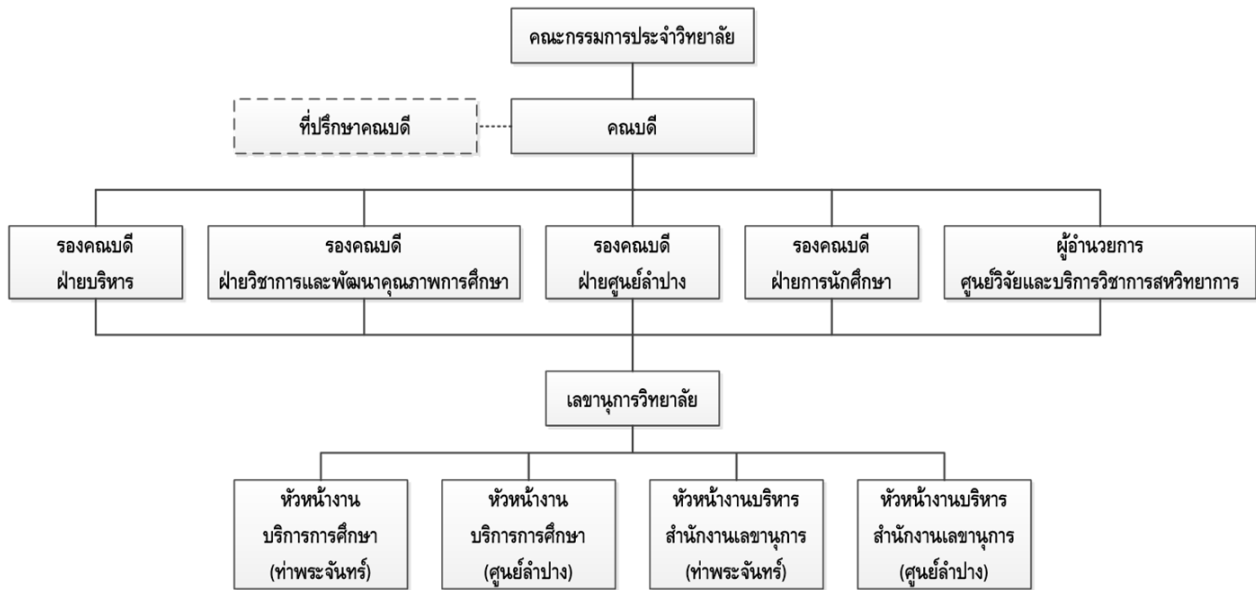 คณะกรรมการประจำวิทยาลัย
ที่ปรึกษาคณบดี
คณบดี
รองคณบดี
ฝ่ายบริหาร
รองคณบดี
ฝ่ายวิชาการและพัฒนาคุณภาพการศึกษา
รองคณบดี
ฝ่ายศูนย์ลำปาง
รองคณบดี
ฝ่ายการนักศึกษา
ผู้อำนวยการ
ศูนย์วิจัยและบริการวิชาการสหวิทยาการ
เลขานุการวิทยาลัย
หัวหน้างาน
บริการการศึกษา
(ท่าพระจันทร์)
หัวหน้างาน
บริการการศึกษา
(ศูนย์ลำปาง)
หัวหน้างานบริหาร
สำนักงานเลขานุการ
(ท่าพระจันทร์)
หัวหน้างานบริหาร
สำนักงานเลขานุการ
(ศูนย์ลำปาง)